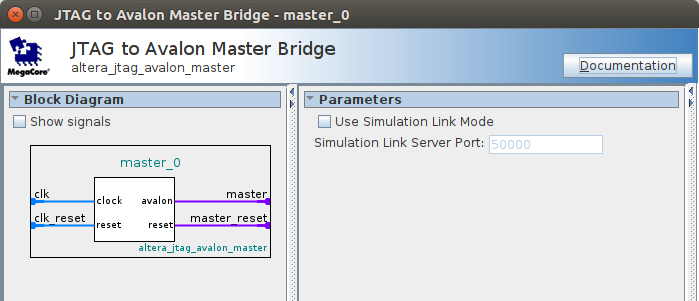 JTAG to Avalon Master Bridge - master_0
JTAG to Avalon Master Bridge
altera_jtag_avalon_master
MegaCore®
Documentation
Block Diagram
Show signals
master_0
clk
clock
avalon
master
clk_reset
reset
reset
master_reset
altera_jtag_avalon_master
Parameters
Use Simulation Link Mode
Simulation Link Server Port: 50000